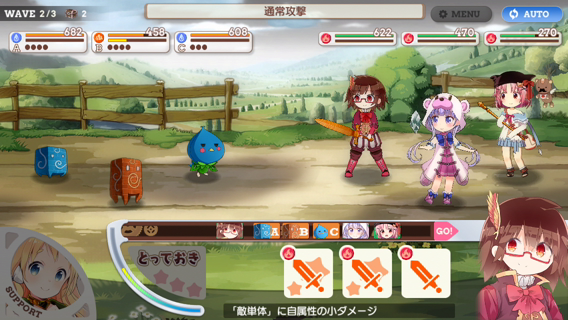 WAVE 2/3 2
通常攻撃
MENU
AUTO
682 458 608 622 470 270
A B C
A B C GO!
とっておき
SUPPORT
「敵単体」に自属性の小ダメージ